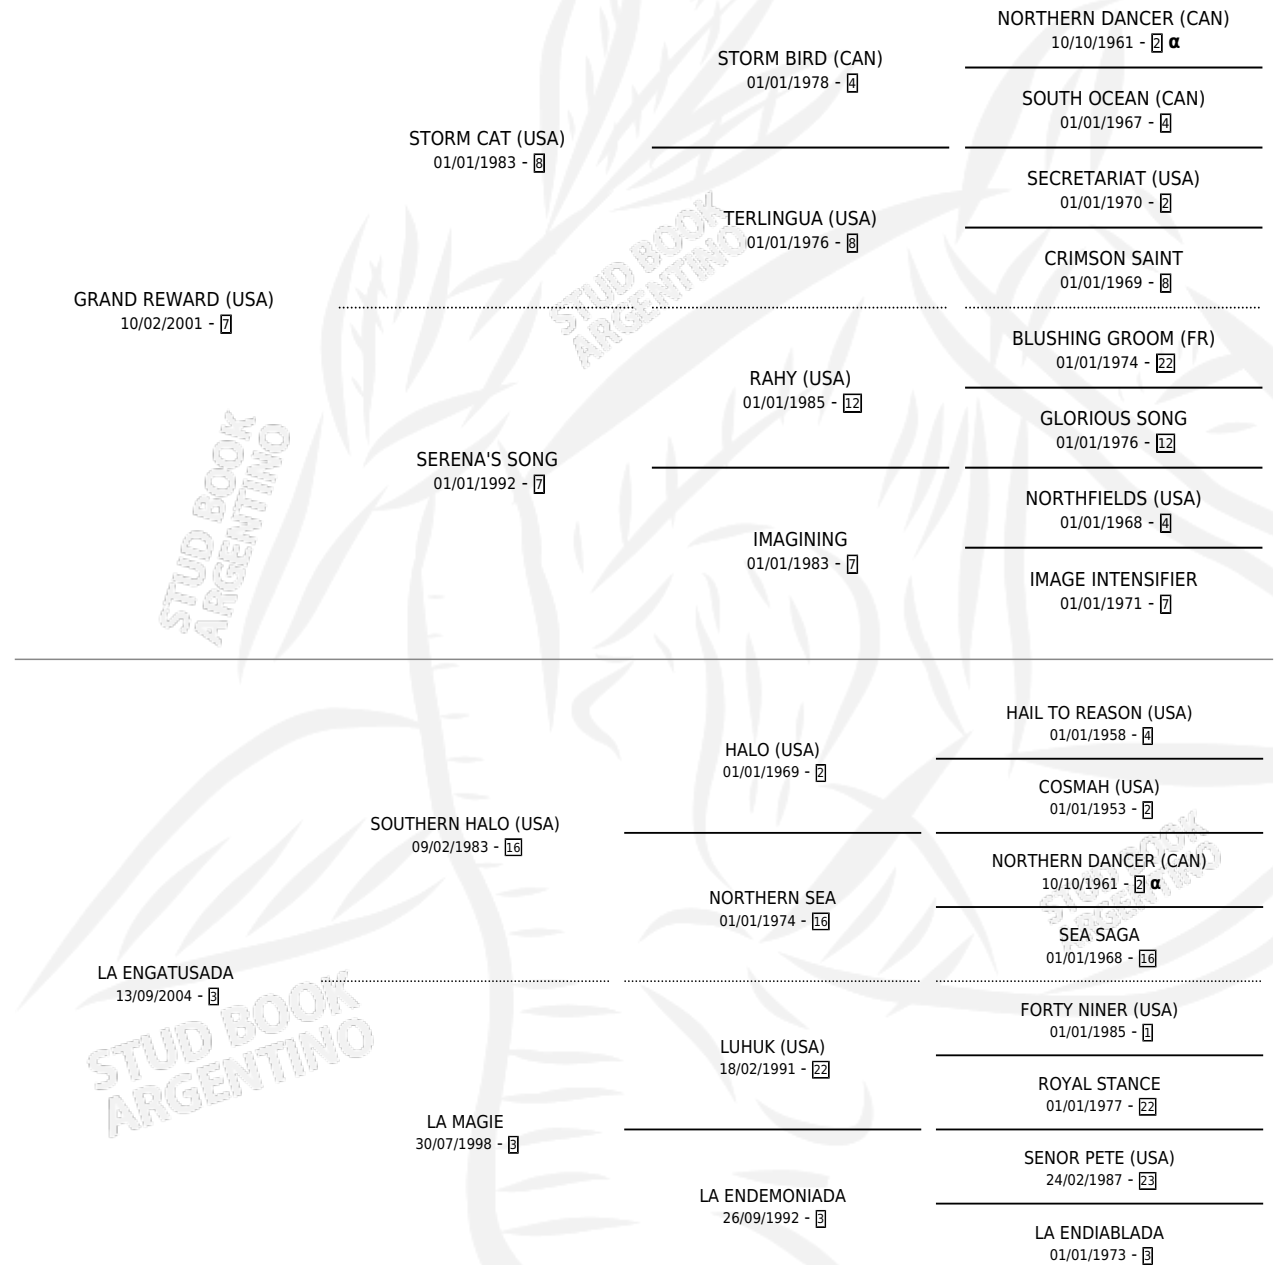 NORTHERN DANCER (CAN)
10/10/1961 - 2 α
STORM BIRD (CAN)
01/01/1978 - 4
SOUTH OCEAN (CAN)
01/01/1967 - 4
STORM CAT (USA)
01/01/1983 - 8
SECRETARIAT (USA)
01/01/1970 - 2
TERLINGUA (USA)
01/01/1976 - 8
CRIMSON SAINT
01/01/1969 - 8
GRAND REWARD (USA)
10/02/2001 - 7
BLUSHING GROOM (FR)
01/01/1974 - 22
RAHY (USA)
01/01/1985 - 12
GLORIOUS SONG
01/01/1976 - 12
SERENA'S SONG
01/01/1992 - 7
NORTHFIELDS (USA)
01/01/1968 - 4
IMAGINING
01/01/1983 - 7
IMAGE INTENSIFIER
01/01/1971 - 7
HAIL TO REASON (USA)
01/01/1958 - 4
HALO (USA)
01/01/1969 - 2
COSMAH (USA)
01/01/1953 - 2
SOUTHERN HALO (USA)
09/02/1983 - 16
NORTHERN DANCER (CAN)
10/10/1961 - 2 α
NORTHERN SEA
01/01/1974 - 16
SEA SAGA
01/01/1968 - 16
LA ENGATUSADA
13/09/2004 - 3
FORTY NINER (USA)
01/01/1985 - 1
LUHUK (USA)
18/02/1991 - 22
ROYAL STANCE
01/01/1977 - 22
LA MAGIE
30/07/1998 - 3
SENOR PETE (USA)
24/02/1987 - 23
LA ENDEMONIADA
26/09/1992 - 3
LA ENDIABLADA
01/01/1973 - 3
STUD BOOK
ARGENTINO
STUD BOOK
ARGENTINO
STUD BOOK
ARGENTINO
STUD BOOK
ARGENTINO